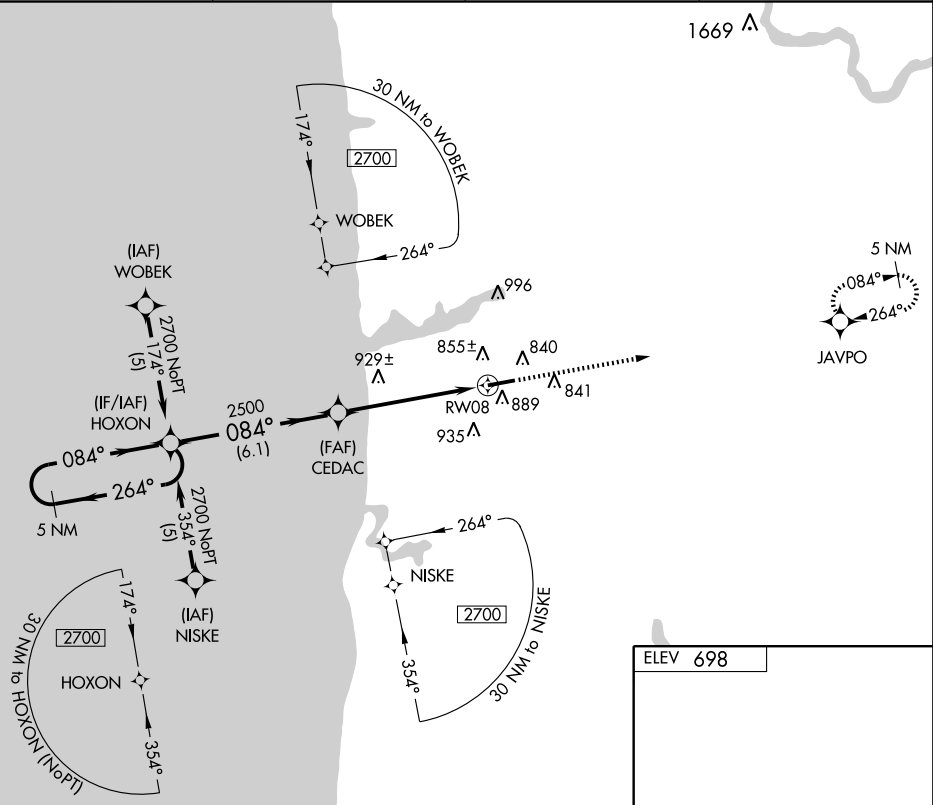 1669
30 NM to WOBEK
174°
2700
WOBEK
264°
(IAF)
WOBEK
2700 NoPT
174°
(5)
5 NM
084°
264°
JAVPO
996
929±
855±
840
841
RW08
889
935
(IF/IAF)
HOXON
2500
084°
(6.1)
(FAF)
CEDAC
084°
264°
5 NM
2700 NoPT
354°
(5)
(IAF)
NISKE
264°
NISKE
2700
354°
30 NM to NISKE
174°
2700
HOXON
354°
30 NM to HOXON (NoPT)
ELEV 698